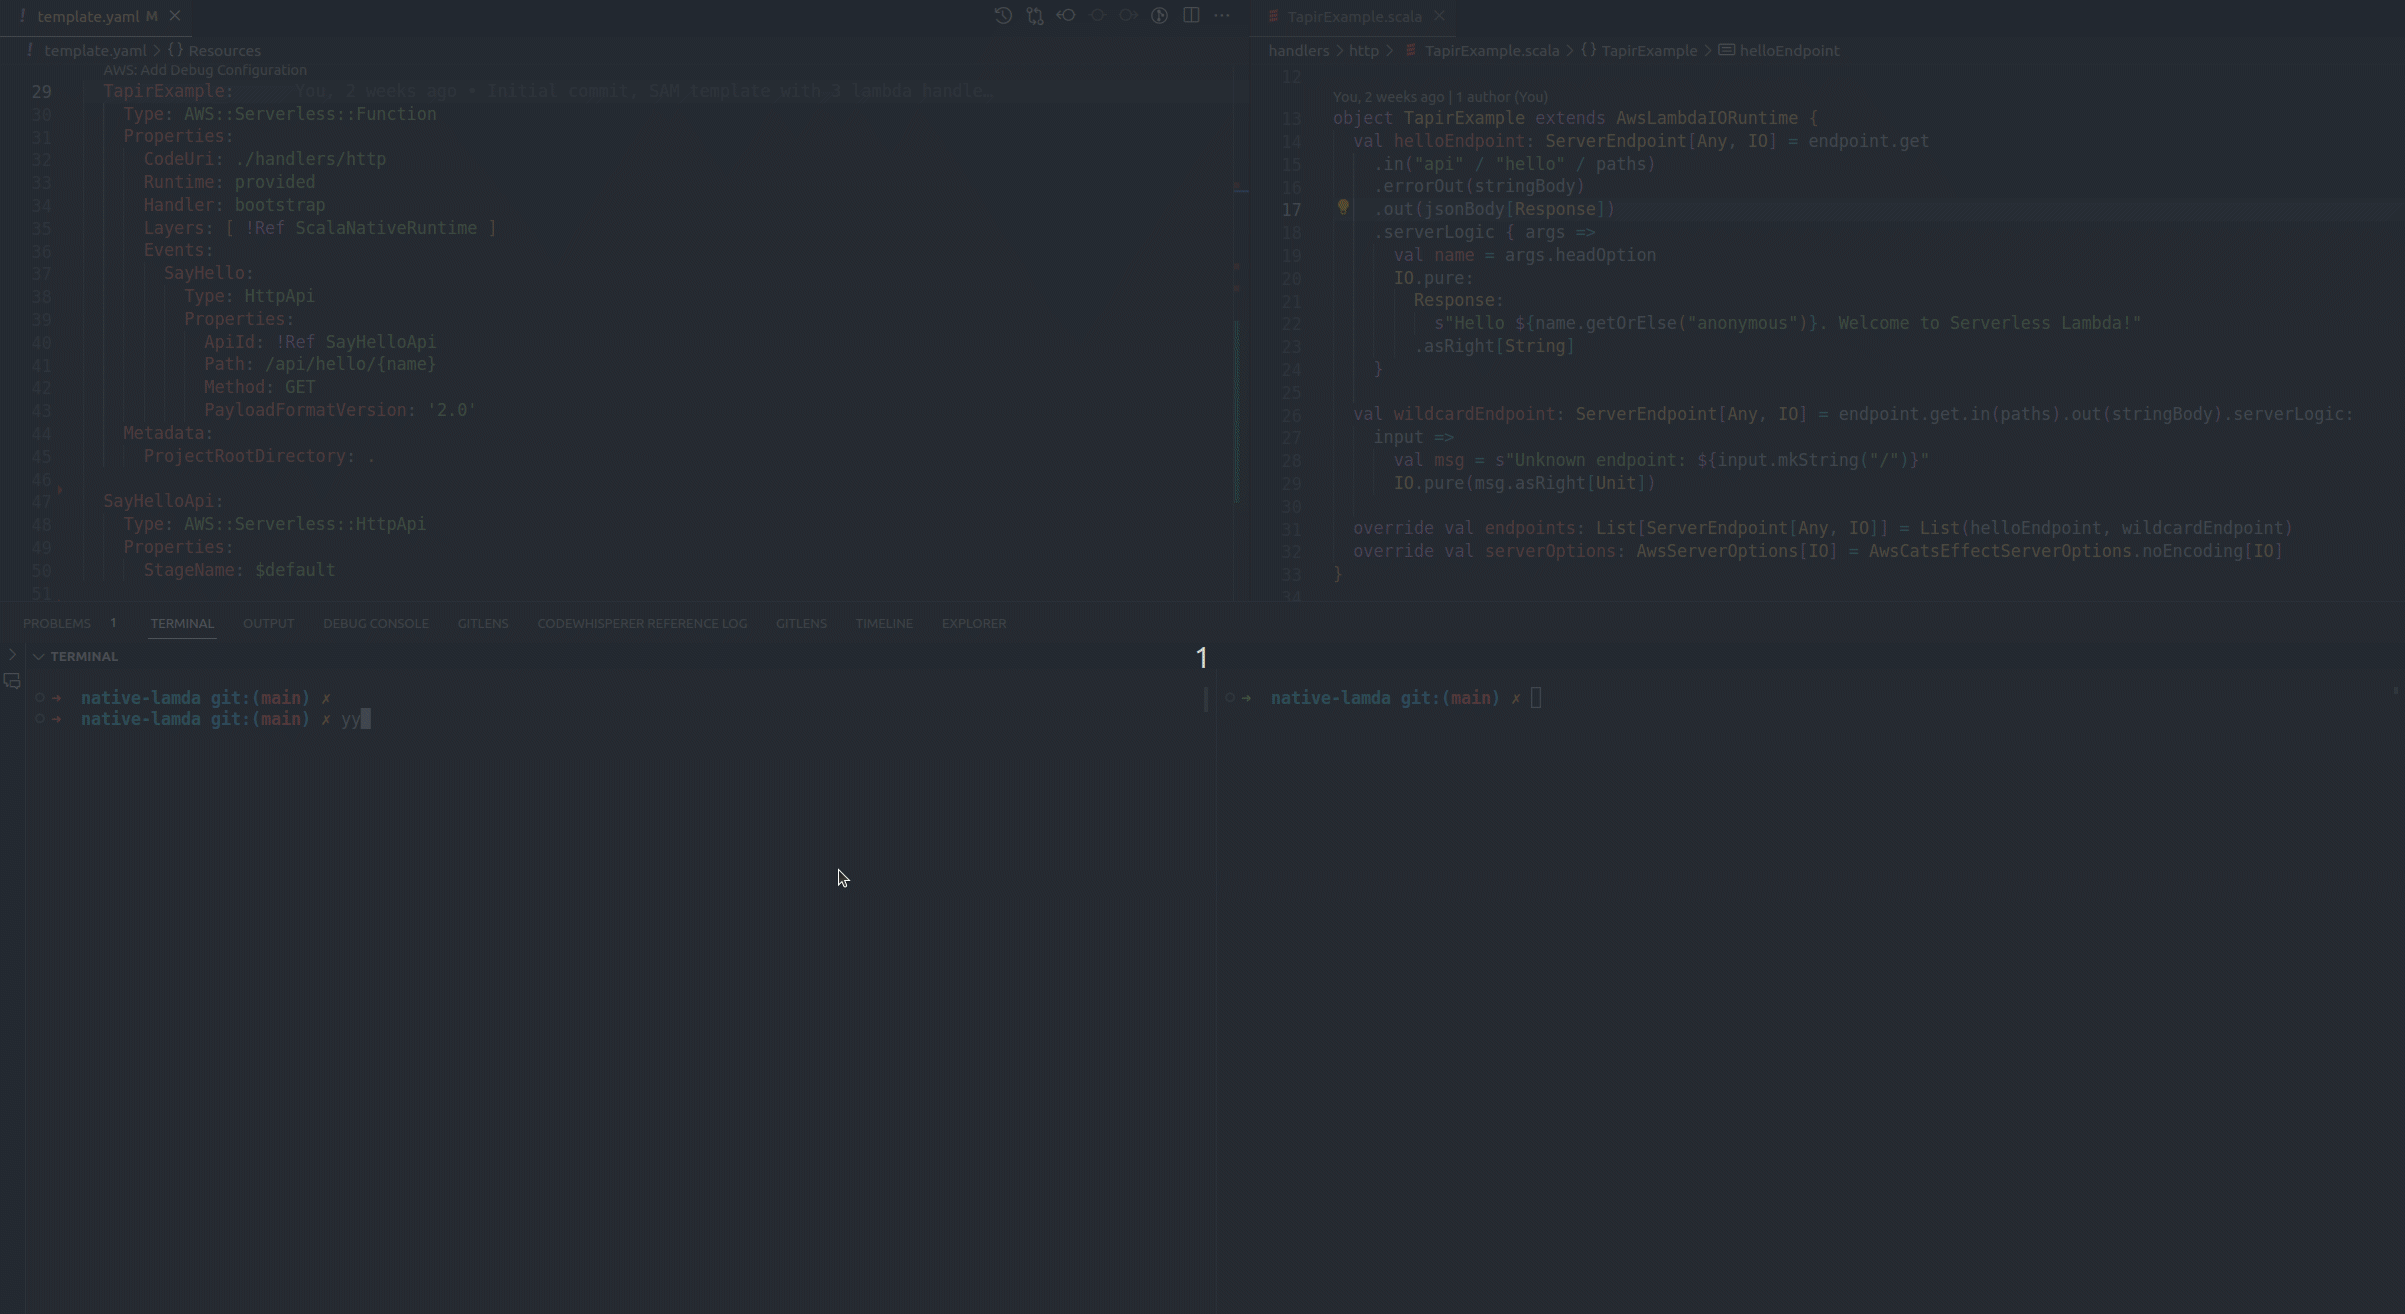 ! template.yaml M ×
! template.yaml > {} Resources
AWS: Add Debug Configuration
29 TapirExample: You, 2 weeks ago • Initial commit, SAM template with 3 lambda handle…
30 Type: AWS::Serverless::Function
31 Properties:
32 CodeUri: ./handlers/http
33 Runtime: provided
34 Handler: bootstrap
35 Layers: [ !Ref ScalaNativeRuntime ]
36 Events:
37 SayHello:
38 Type: HttpApi
39 Properties:
40 ApiId: !Ref SayHelloApi
41 Path: /api/hello/{name}
42 Method: GET
43 PayloadFormatVersion: '2.0'
44 Metadata:
45 ProjectRootDirectory: .
46
47 SayHelloApi:
48 Type: AWS::Serverless::HttpApi
49 Properties:
50 StageName: $default
51
TapirExample.scala ×
handlers > http > TapirExample.scala > {} TapirExample > helloEndpoint
12
You, 2 weeks ago | 1 author (You)
13 object TapirExample extends AwsLambdaIORuntime {
14 val helloEndpoint: ServerEndpoint[Any, IO] = endpoint.get
15 .in("api" / "hello" / paths)
16 .errorOut(stringBody)
17 .out(jsonBody[Response])
18 .serverLogic { args =>
19 val name = args.headOption
20 IO.pure:
21 Response:
22 s"Hello ${name.getOrElse("anonymous")}. Welcome to Serverless Lambda!"
23 .asRight[String]
24 }
25
26 val wildcardEndpoint: ServerEndpoint[Any, IO] = endpoint.get.in(paths).out(stringBody).serverLogic:
27 input =>
28 val msg = s"Unknown endpoint: ${input.mkString("/")}"
29 IO.pure(msg.asRight[Unit])
30
31 override val endpoints: List[ServerEndpoint[Any, IO]] = List(helloEndpoint, wildcardEndpoint)
32 override val serverOptions: AwsServerOptions[IO] = AwsCatsEffectServerOptions.noEncoding[IO]
33 }
34
PROBLEMS 1 TERMINAL OUTPUT DEBUG CONSOLE GITLENS CODEWHISPERER REFERENCE LOG GITLENS TIMELINE EXPLORER
TERMINAL
1
➜ native-lamda git:(main) ✗
➜ native-lamda git:(main) ✗ yy
➜ native-lamda git:(main) ✗